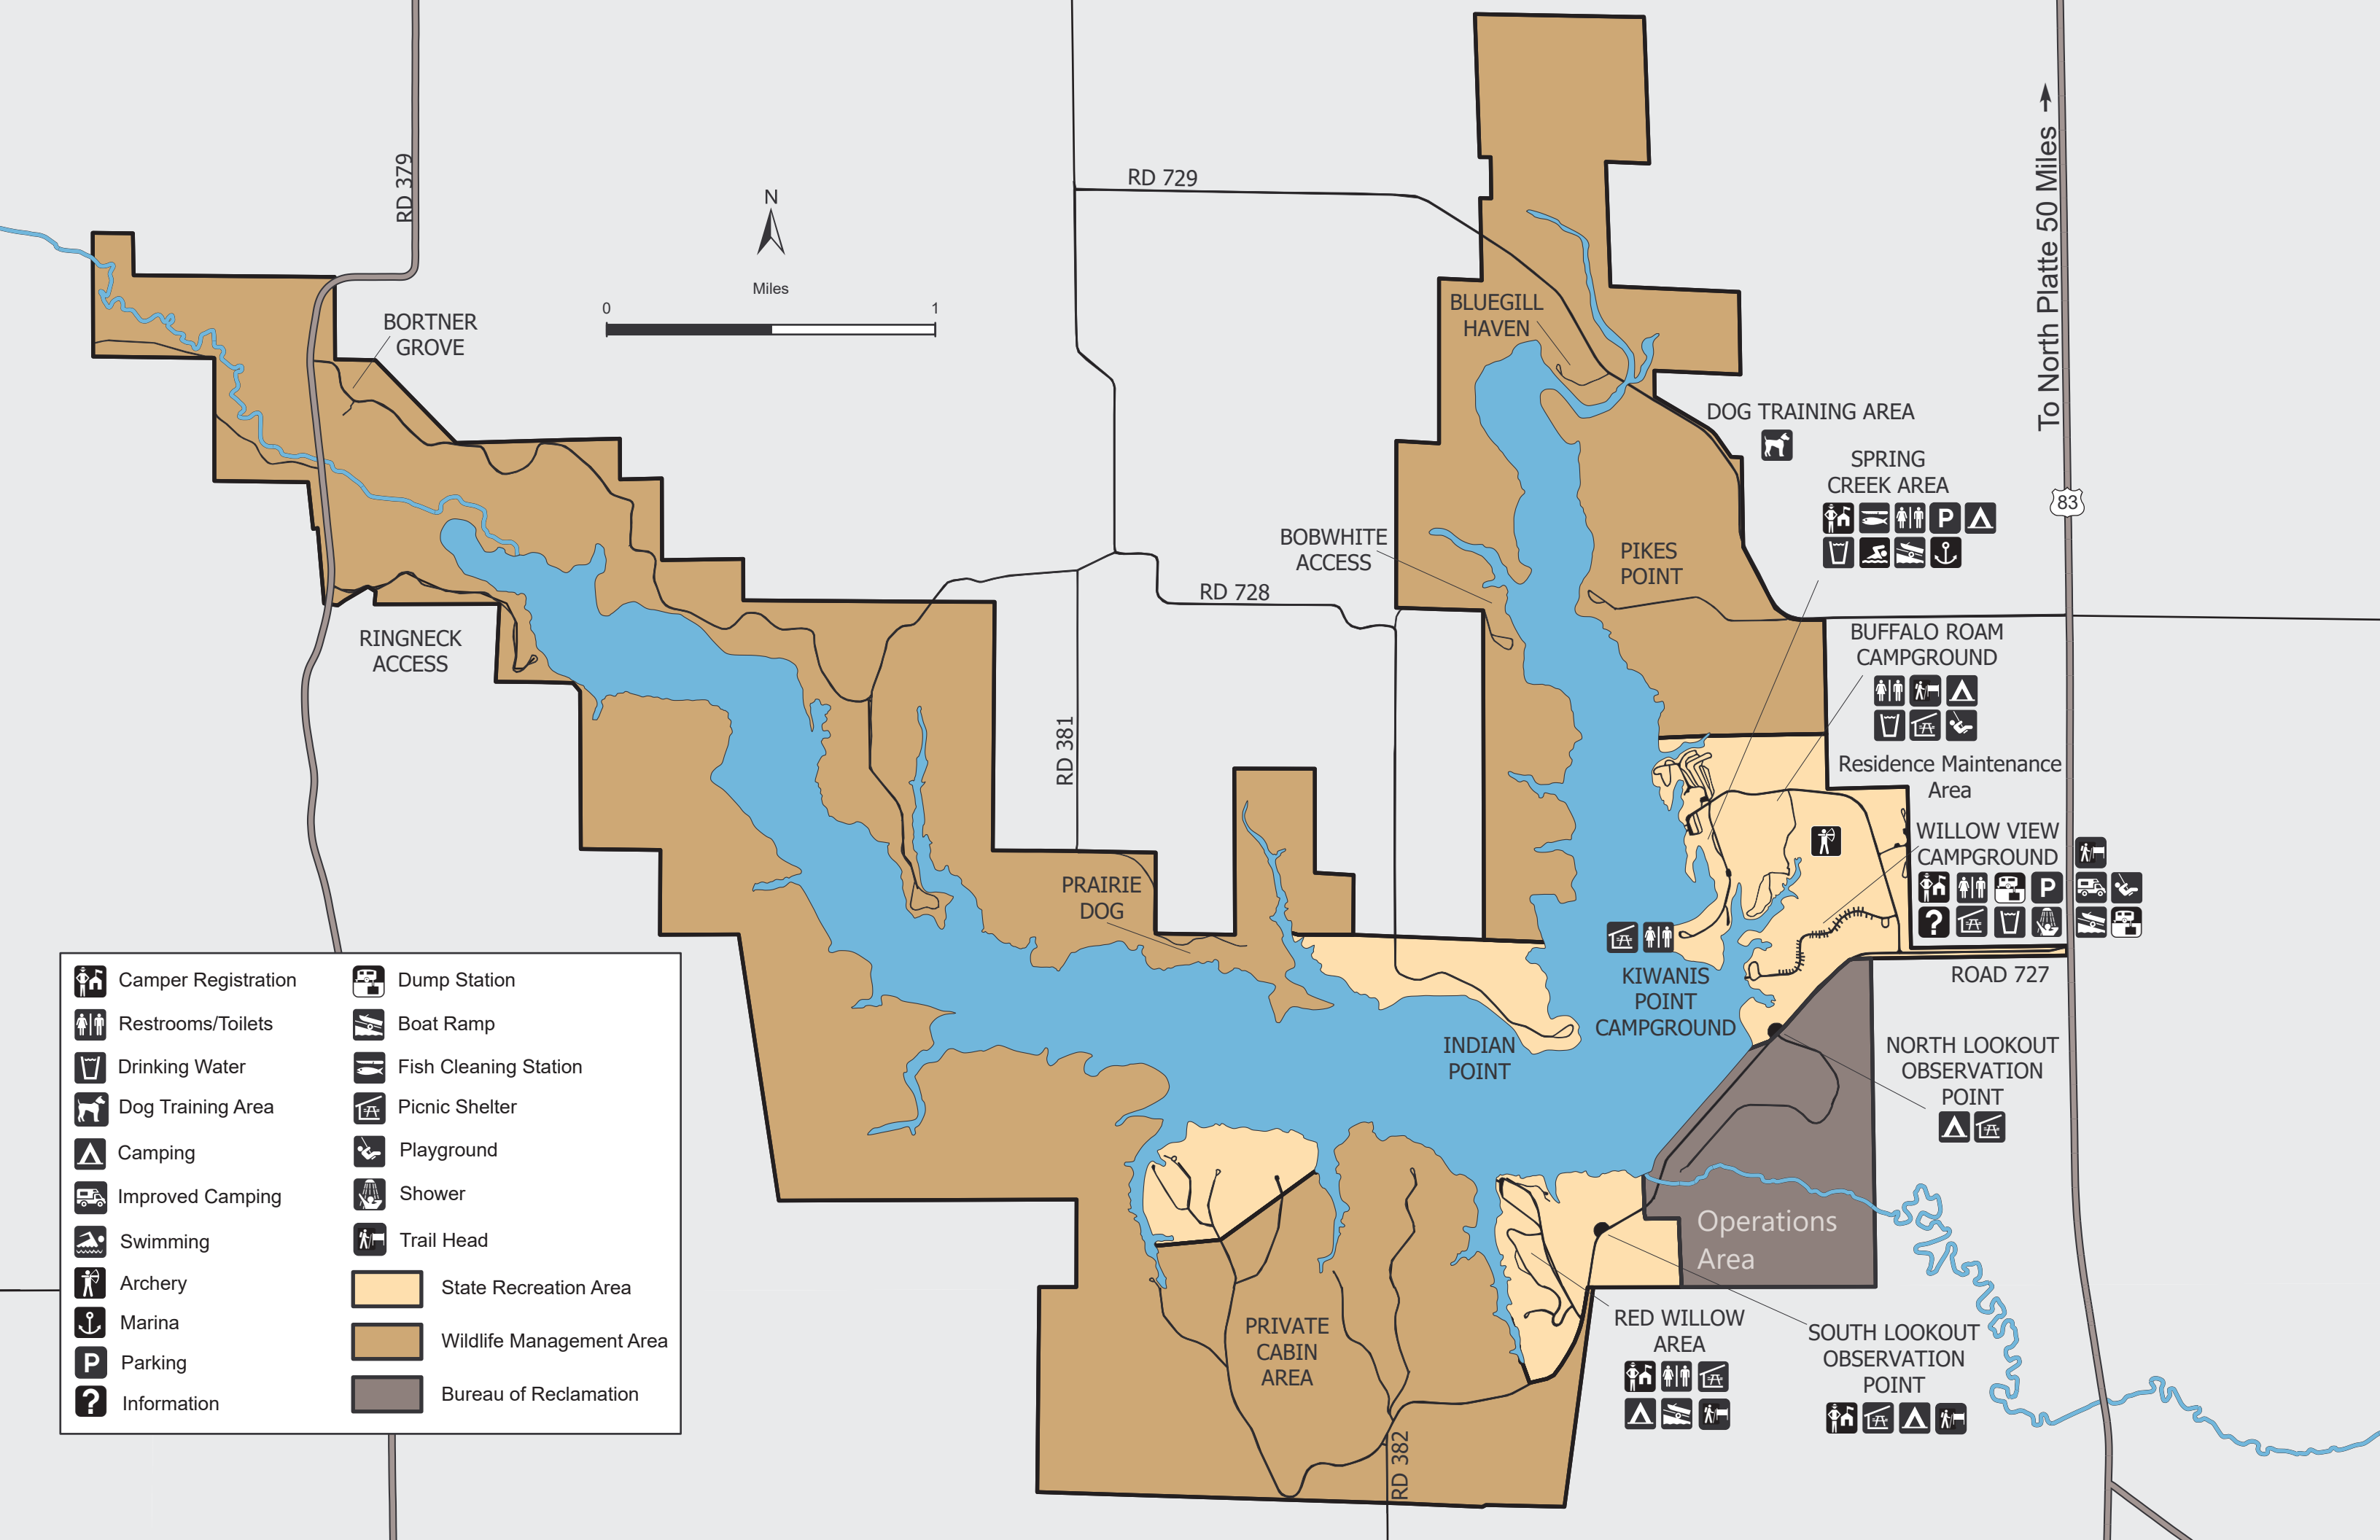 RD 379
N
Miles
0 1
RD 729
To North Platte 50 Miles
BLUEGILL
HAVEN
BORTNER
GROVE
DOG TRAINING AREA
SPRING
CREEK AREA
P
83
BOBWHITE
ACCESS
PIKES
POINT
RD 728
RINGNECK
ACCESS
BUFFALO ROAM
CAMPGROUND
RD 381
Residence Maintenance
Area
WILLOW VIEW
CAMPGROUND
P
?
PRAIRIE
DOG
KIWANIS
POINT
CAMPGROUND
ROAD 727
INDIAN
POINT
NORTH LOOKOUT
OBSERVATION
POINT
Operations
Area
PRIVATE
CABIN
AREA
RED WILLOW
AREA
SOUTH LOOKOUT
OBSERVATION
POINT
RD 382
Camper Registration
Restrooms/Toilets
Drinking Water
Dog Training Area
Camping
Improved Camping
Swimming
Archery
Marina
P Parking
? Information
Dump Station
Boat Ramp
Fish Cleaning Station
Picnic Shelter
Playground
Shower
Trail Head
State Recreation Area
Wildlife Management Area
Bureau of Reclamation